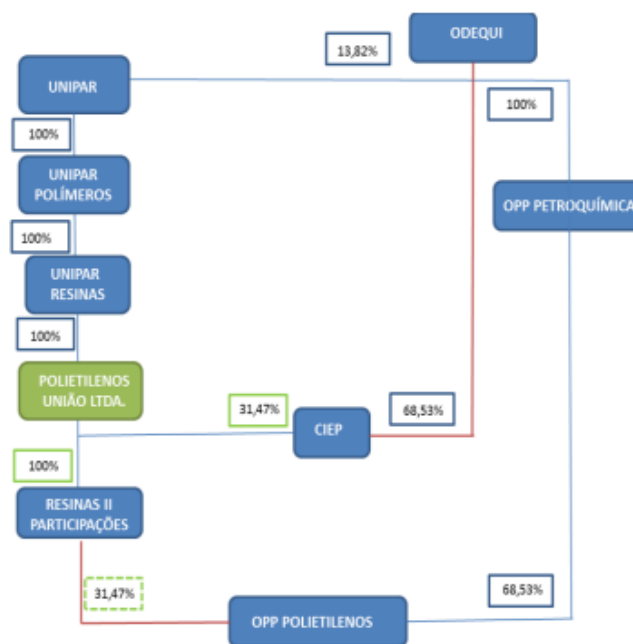 ODEQUI
13,82%
UNIPAR
100%
100%
UNIPAR
POLÍMEROS
OPP PETROQUÍMICA
100%
UNIPAR
RESINAS
100%
POLIETILENOS
UNIÃO LTDA.
31,47%
CIEP
68,53%
100%
RESINAS II
PARTICIPAÇÕES
31,47%
68,53%
OPP POLIETILENOS